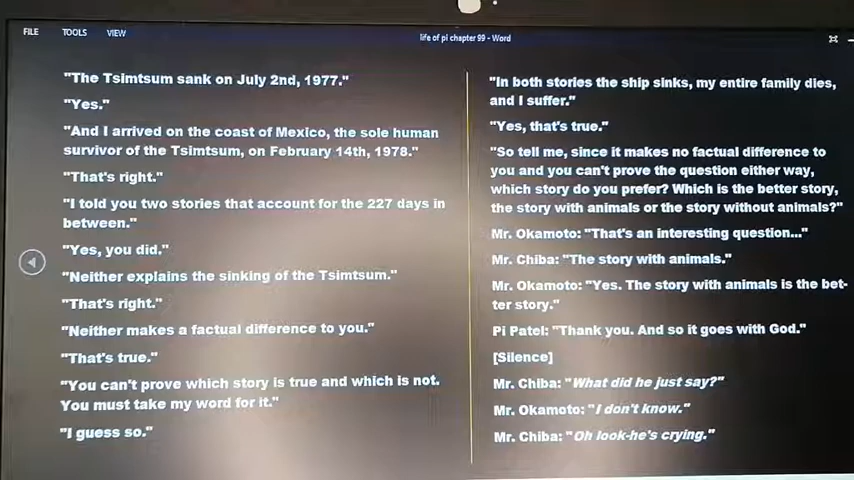 FILE TOOLS VIEW life of pi chapter 99 - Word
"The Tsimtsum sank on July 2nd, 1977."
"Yes."
"And I arrived on the coast of Mexico, the sole human
survivor of the Tsimtsum, on February 14th, 1978."
"That's right."
"I told you two stories that account for the 227 days in
between."
"Yes, you did."
"Neither explains the sinking of the Tsimtsum."
"That's right."
"Neither makes a factual difference to you."
"That's true."
"You can't prove which story is true and which is not.
You must take my word for it."
"I guess so."
"In both stories the ship sinks, my entire family dies,
and I suffer."
"Yes, that's true."
"So tell me, since it makes no factual difference to
you and you can't prove the question either way,
which story do you prefer? Which is the better story,
the story with animals or the story without animals?"
Mr. Okamoto: "That's an interesting question..."
Mr. Chiba: "The story with animals."
Mr. Okamoto: "Yes. The story with animals is the bet-
ter story."
Pi Patel: "Thank you. And so it goes with God."
[Silence]
Mr. Chiba: "What did he just say?"
Mr. Okamoto: "I don't know."
Mr. Chiba: "Oh look-he's crying."